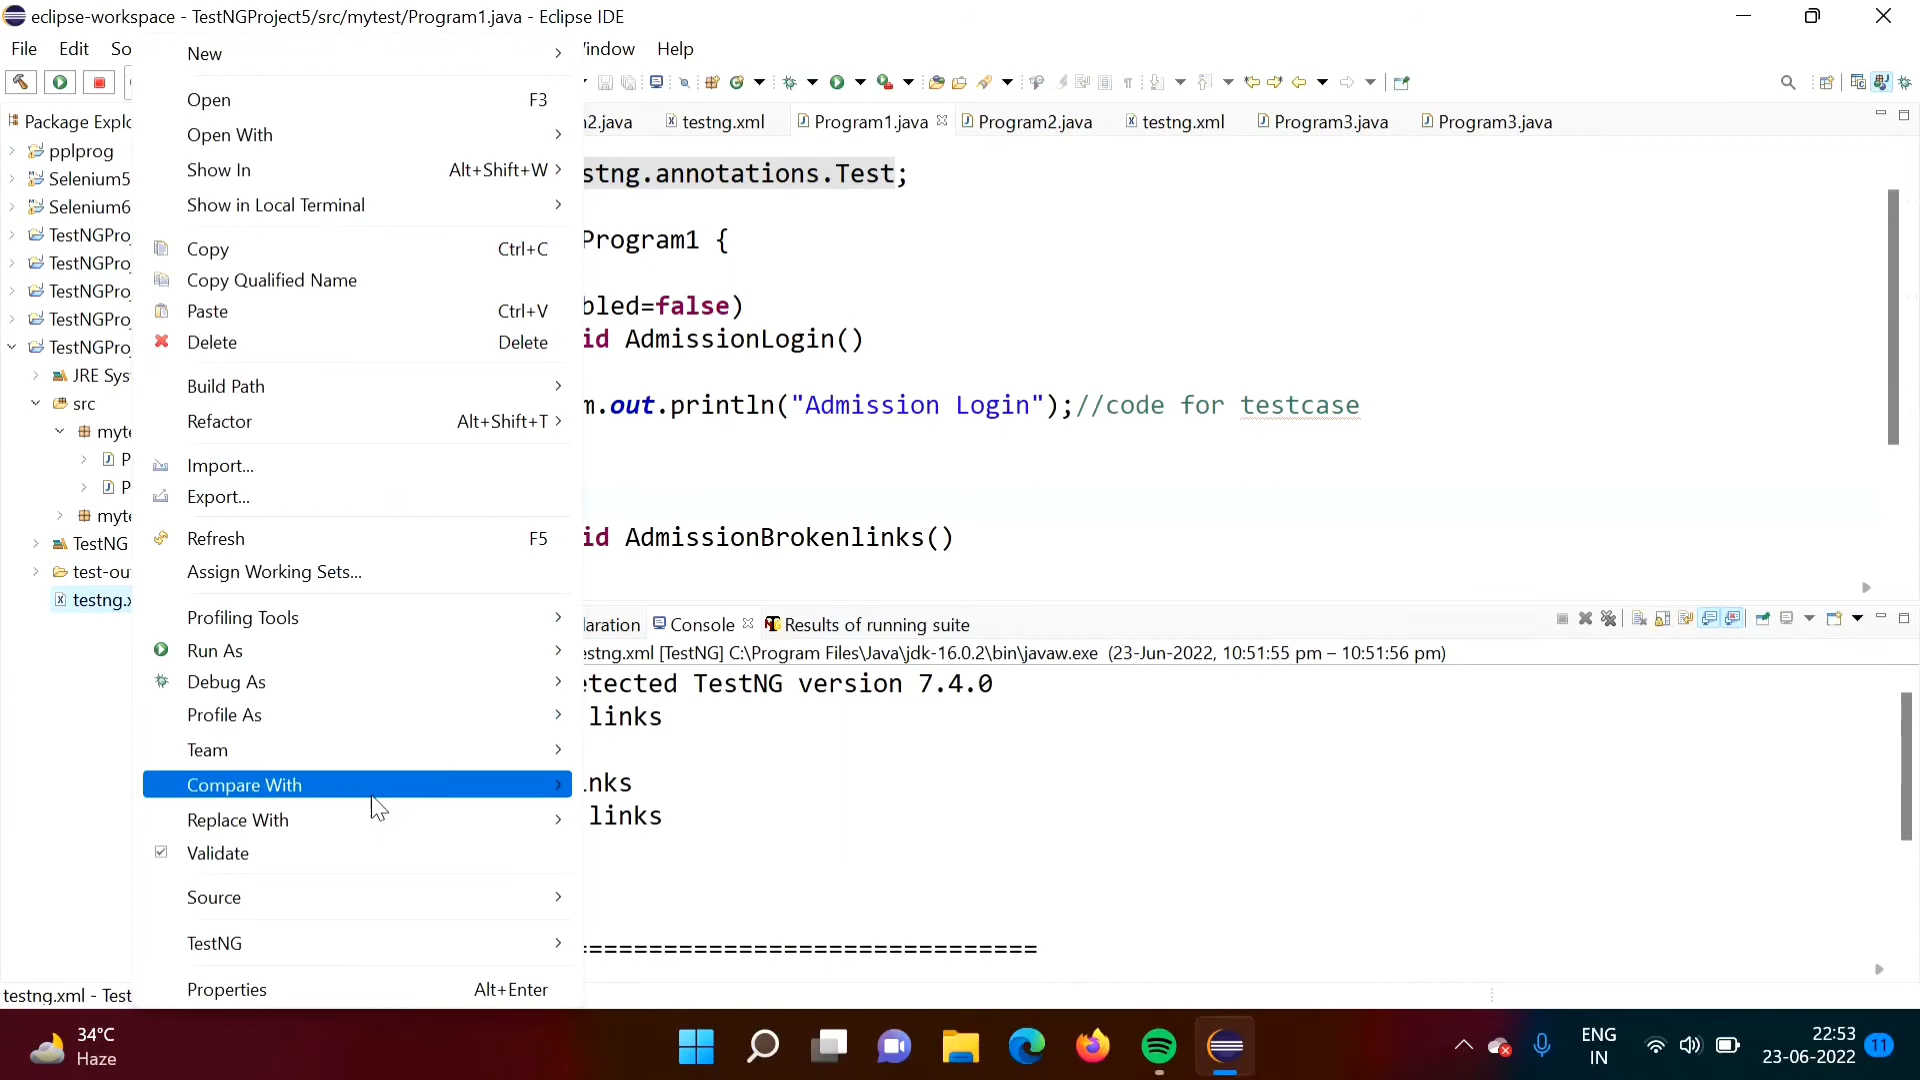 eclipse-workspace - TestNGProject5/src/mytest/Program1.java - Eclipse IDE
File Edit So indow Help
Package Explo
pplprog
Selenium5
Selenium6
TestNGPro
TestNGPro
TestNGPro
TestNGPro
TestNGPro
JRE Sys
src
myte
P
P
myte
TestNG
test-ou
testng.x
New
Open F3
Open With
Show In Alt+Shift+W
Show in Local Terminal
Copy Ctrl+C
Copy Qualified Name
Paste Ctrl+V
Delete Delete
Build Path
Refactor Alt+Shift+T
Import...
Export...
Refresh F5
Assign Working Sets...
Profiling Tools
Run As
Debug As
Profile As
Team
Compare With
Replace With
Validate
Source
TestNG
Properties Alt+Enter
n2.java testng.xml Program1.java Program2.java testng.xml Program3.java Program3.java
stng.annotations.Test;
Program1 {
bled=false)
id AdmissionLogin()
m.out.println("Admission Login");//code for testcase
id AdmissionBrokenlinks()
laration Console Results of running suite
estng.xml [TestNG] C:\Program Files\Java\jdk-16.0.2\bin\javaw.exe (23-Jun-2022, 10:51:55 pm – 10:51:56 pm)
etected TestNG version 7.4.0
links
inks
links
===============================
testng.xml - Test
34°C
Haze
ENG
IN
22:53
23-06-2022
11